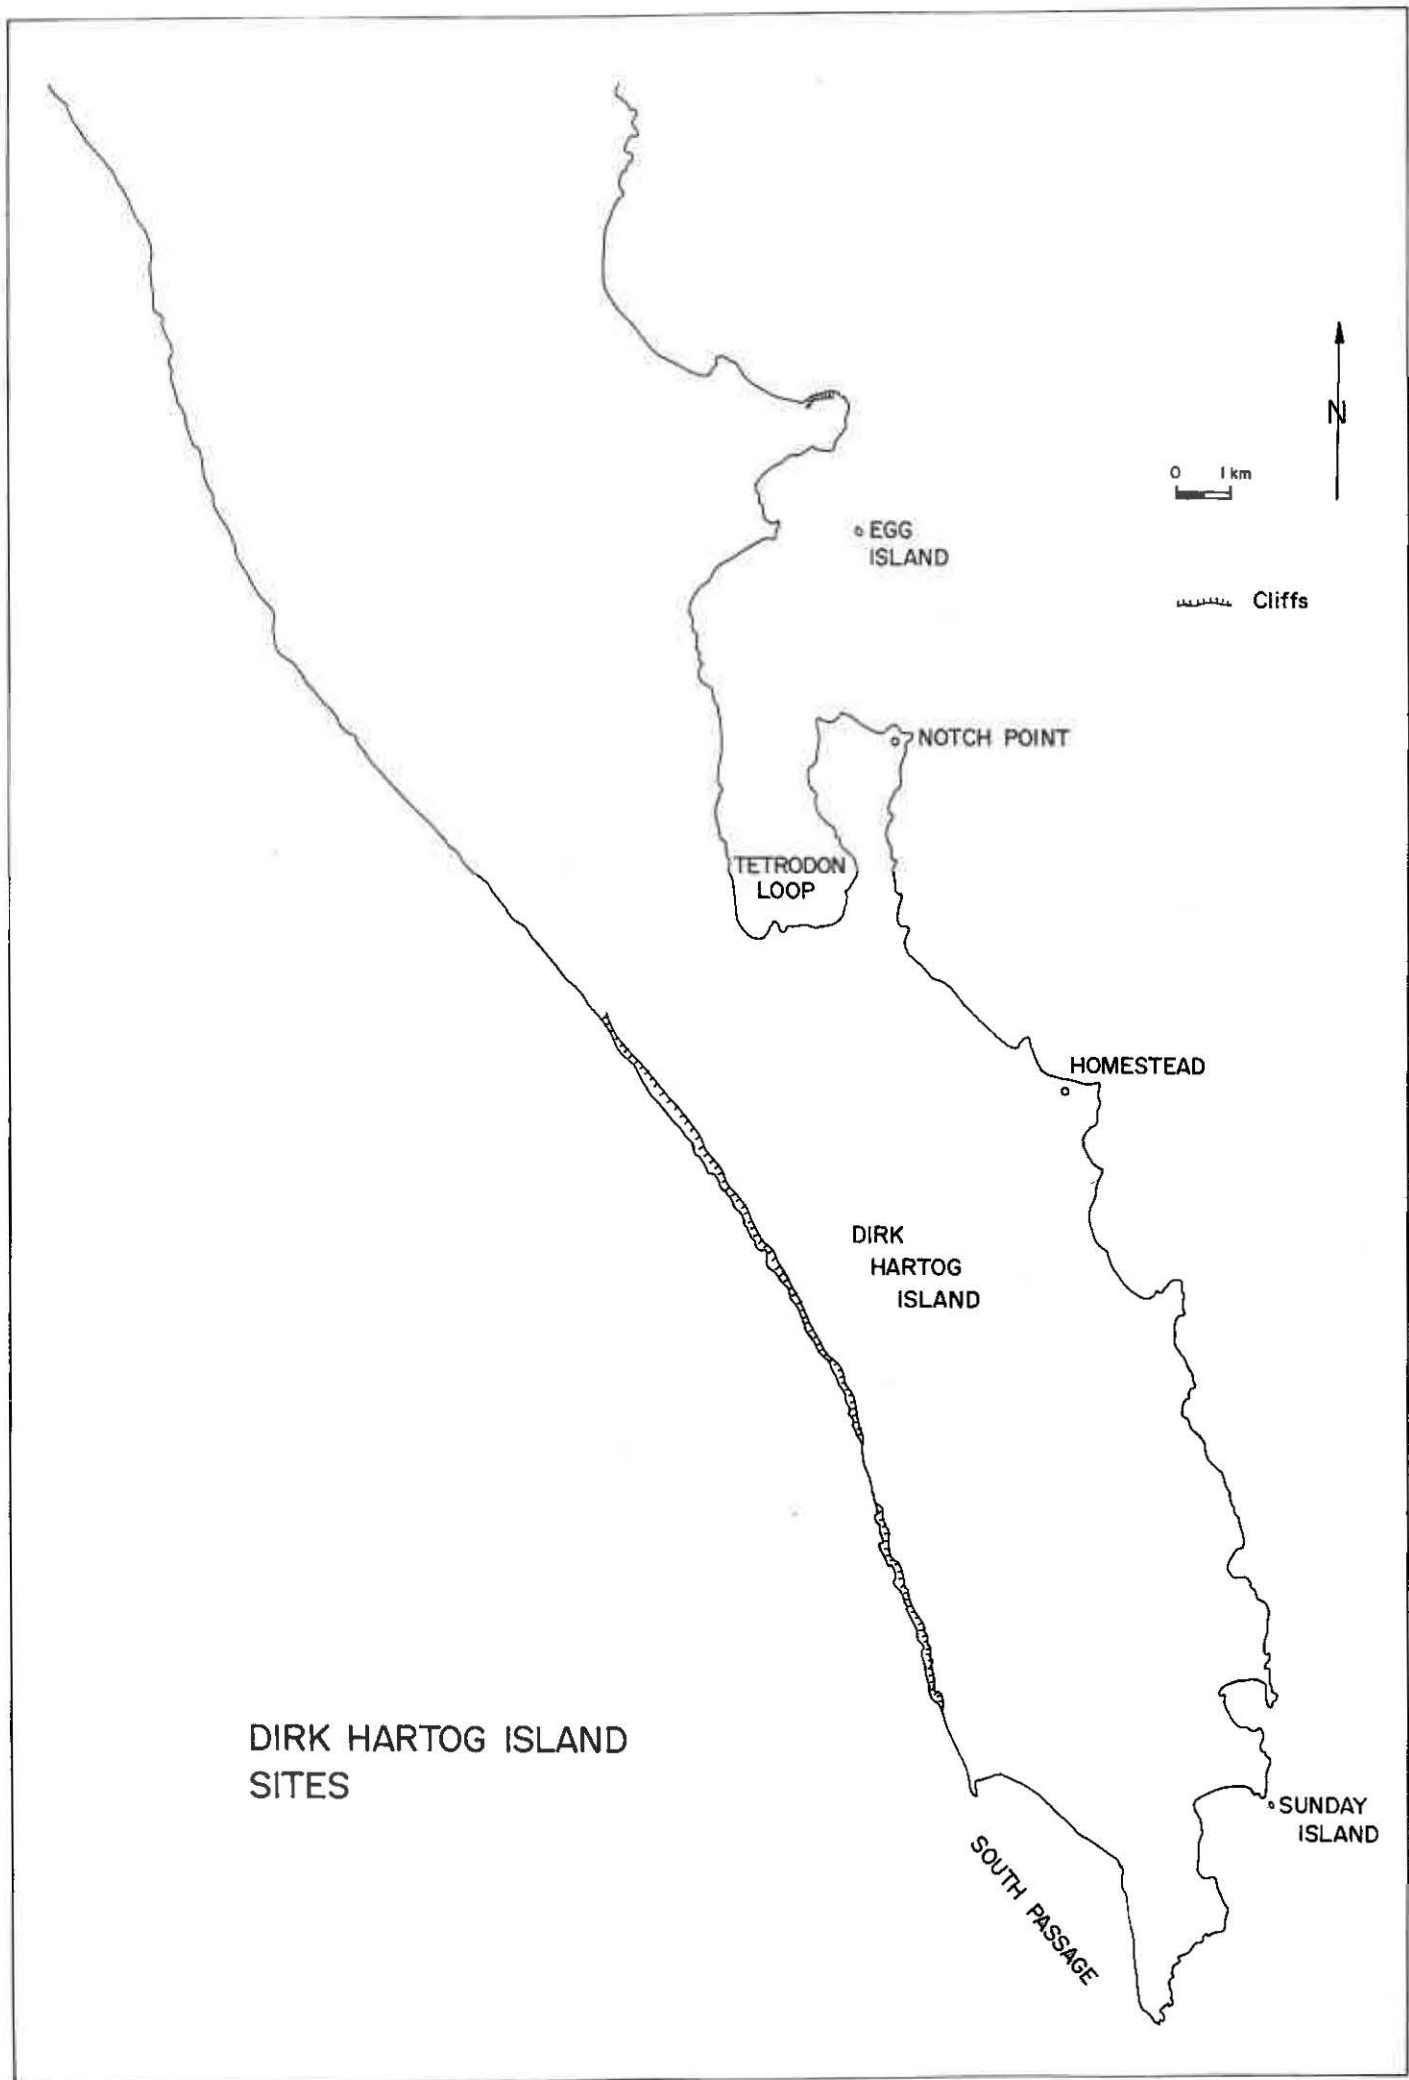 N
0 1 km
EGG
ISLAND
Cliffs
NOTCH POINT
TETRODON
LOOP
HOMESTEAD
DIRK
HARTOG
ISLAND
DIRK HARTOG ISLAND
SITES
SUNDAY
ISLAND
SOUTH PASSAGE